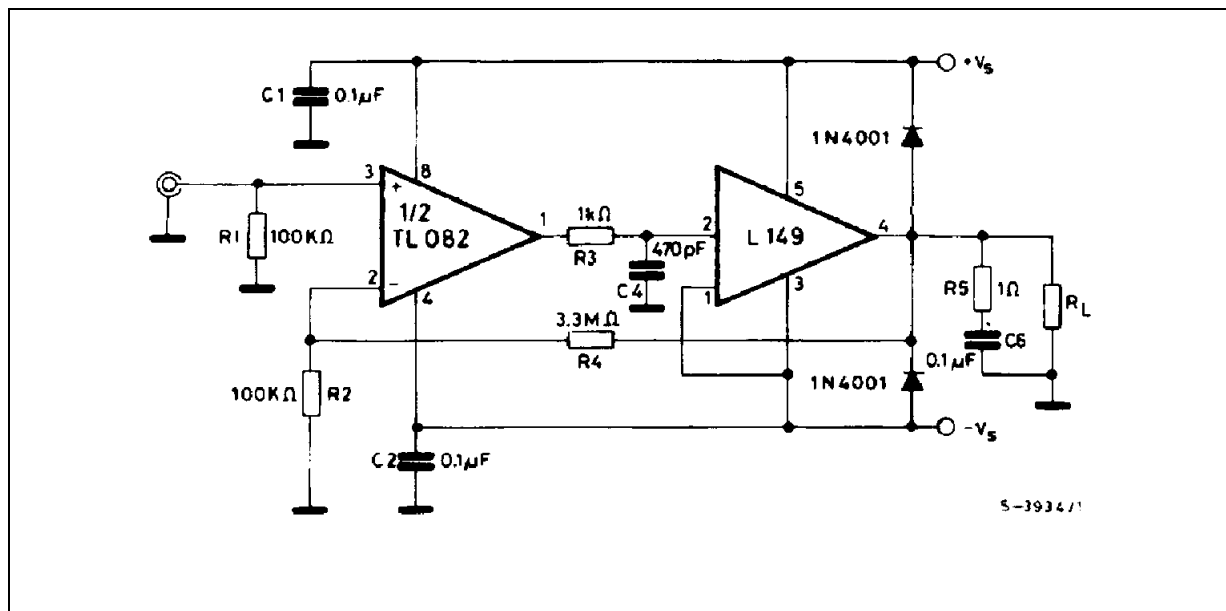 +Vs
C1 0.1µF
1N4001
3
8
5
+
1/2
TL 082
1
1kΩ
2
L 149
4
R1 100KΩ
R3
470pF
C4
R5 1Ω
RL
2
−
4
1
3
3.3MΩ
R4
C6
0.1µF
100KΩ R2
1N4001
−Vs
C2 0.1µF
S-3934/1